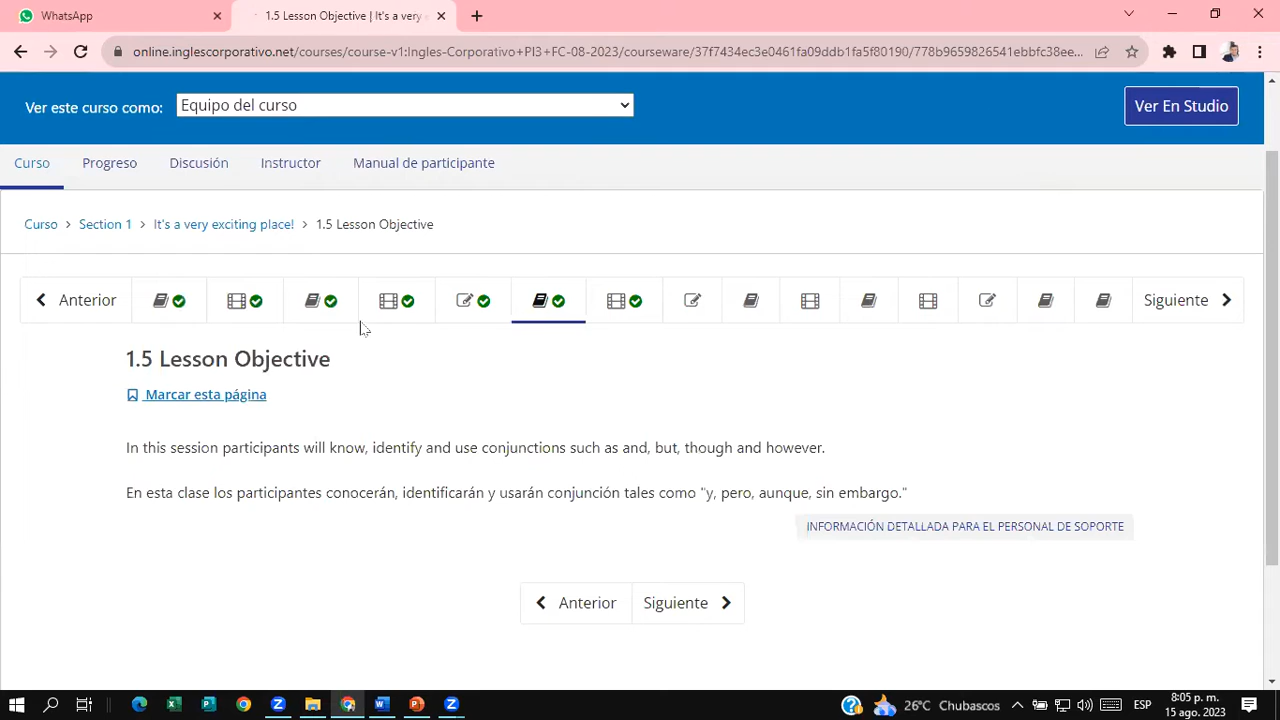 WhatsApp
1.5 Lesson Objective | It's a very
online.inglescorporativo.net/courses/course-v1:Ingles-Corporativo+PI3+FC-08-2023/courseware/37f7434ec3e0461fa09ddb1fa5f80190/778b9659826541ebbfc38ee...
Ver este curso como:
Equipo del curso
Ver En Studio
Curso
Progreso
Discusión
Instructor
Manual de participante
Curso > Section 1 > It's a very exciting place! > 1.5 Lesson Objective
Anterior
Siguiente
1.5 Lesson Objective
Marcar esta página
In this session participants will know, identify and use conjunctions such as and, but, though and however.
En esta clase los participantes conocerán, identificarán y usarán conjunción tales como "y, pero, aunque, sin embargo."
INFORMACIÓN DETALLADA PARA EL PERSONAL DE SOPORTE
Anterior
Siguiente
26°C Chubascos
ESP
8:05 p. m.
15 ago. 2023